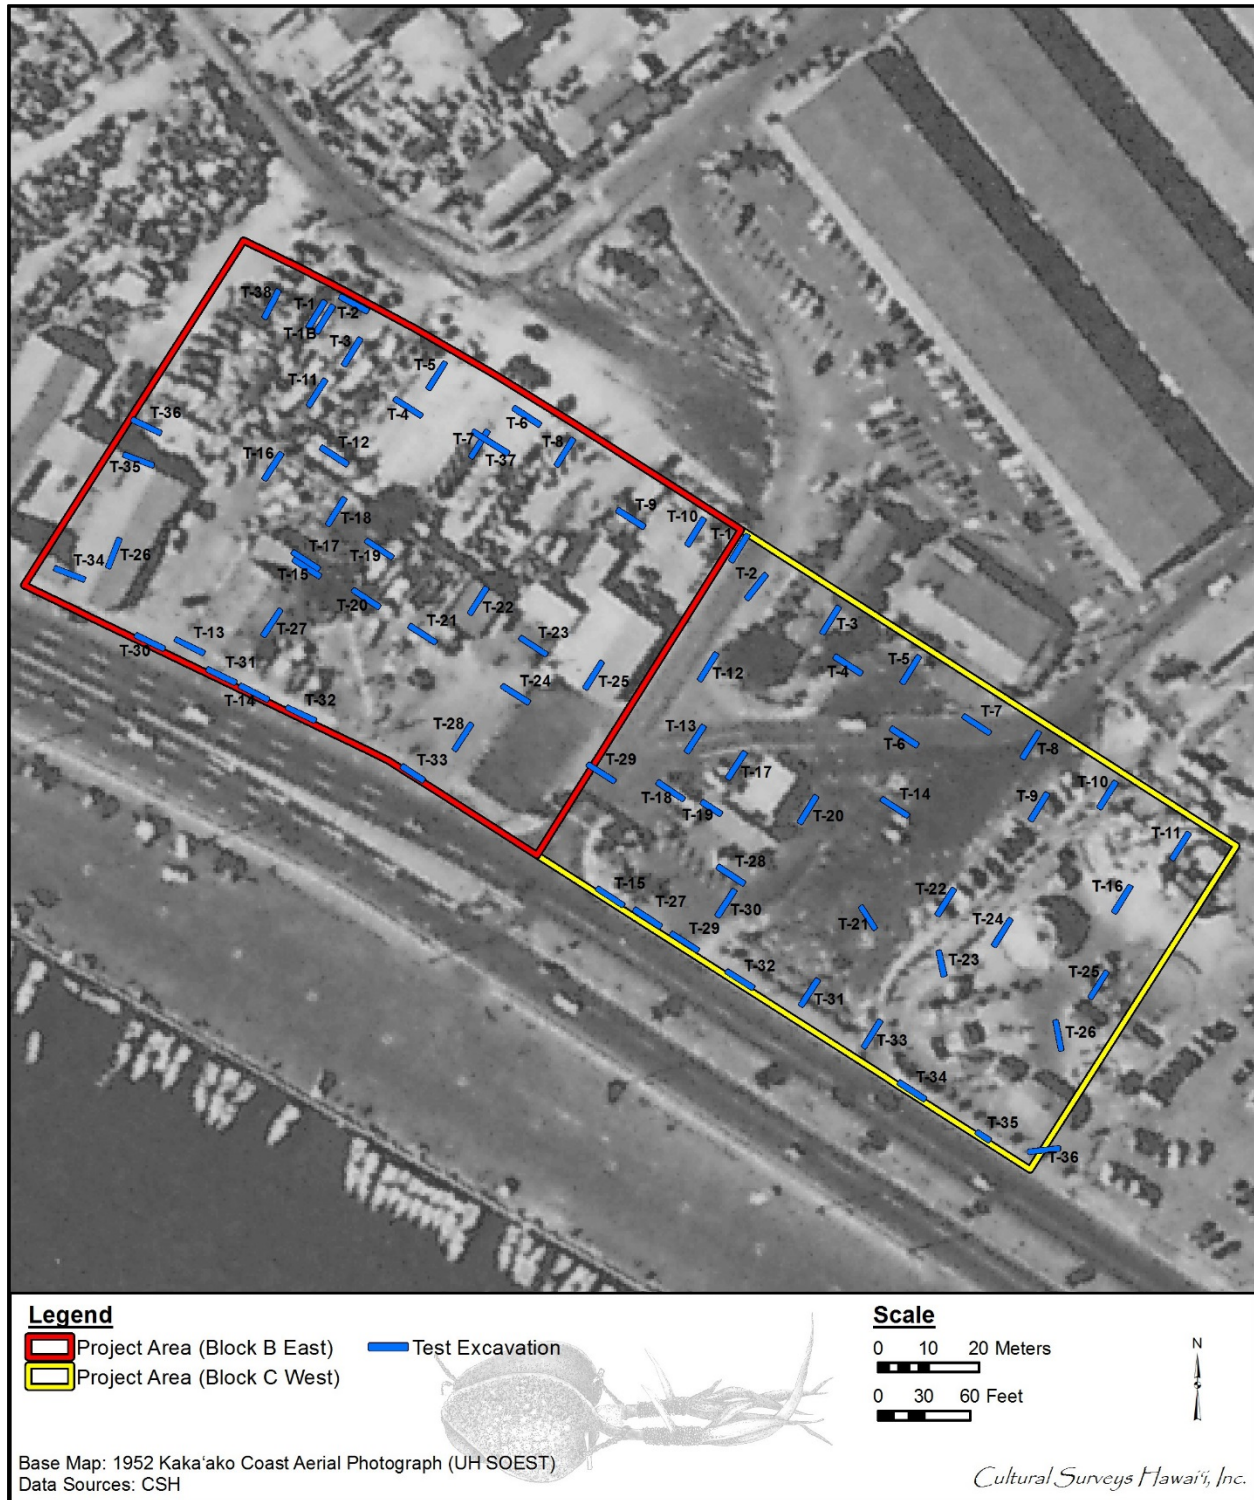 T-38
T-1
T-2
T-1B
T-3
T-5
T-11
T-4
T-6
T-36
T-7
T-8
T-12
T-37
T-35
T-16
T-18
T-9
T-10
T-1
T-17
T-19
T-34
T-26
T-15
T-2
T-20
T-22
T-3
T-27
T-21
T-13
T-23
T-30
T-31
T-12
T-4
T-5
T-14
T-32
T-24
T-25
T-28
T-13
T-7
T-6
T-8
T-33
T-29
T-17
T-18
T-19
T-20
T-14
T-9
T-10
T-11
T-28
T-15
T-27
T-30
T-22
T-16
T-29
T-21
T-24
T-32
T-23
T-25
T-31
T-33
T-26
T-34
T-35
T-36
Legend
Project Area (Block B East)
Test Excavation
Project Area (Block C West)
Scale
0 10 20 Meters
0 30 60 Feet
N
Base Map: 1952 Kakaʻako Coast Aerial Photograph (UH SOEST)
Data Sources: CSH
Cultural Surveys Hawaiʻi, Inc.